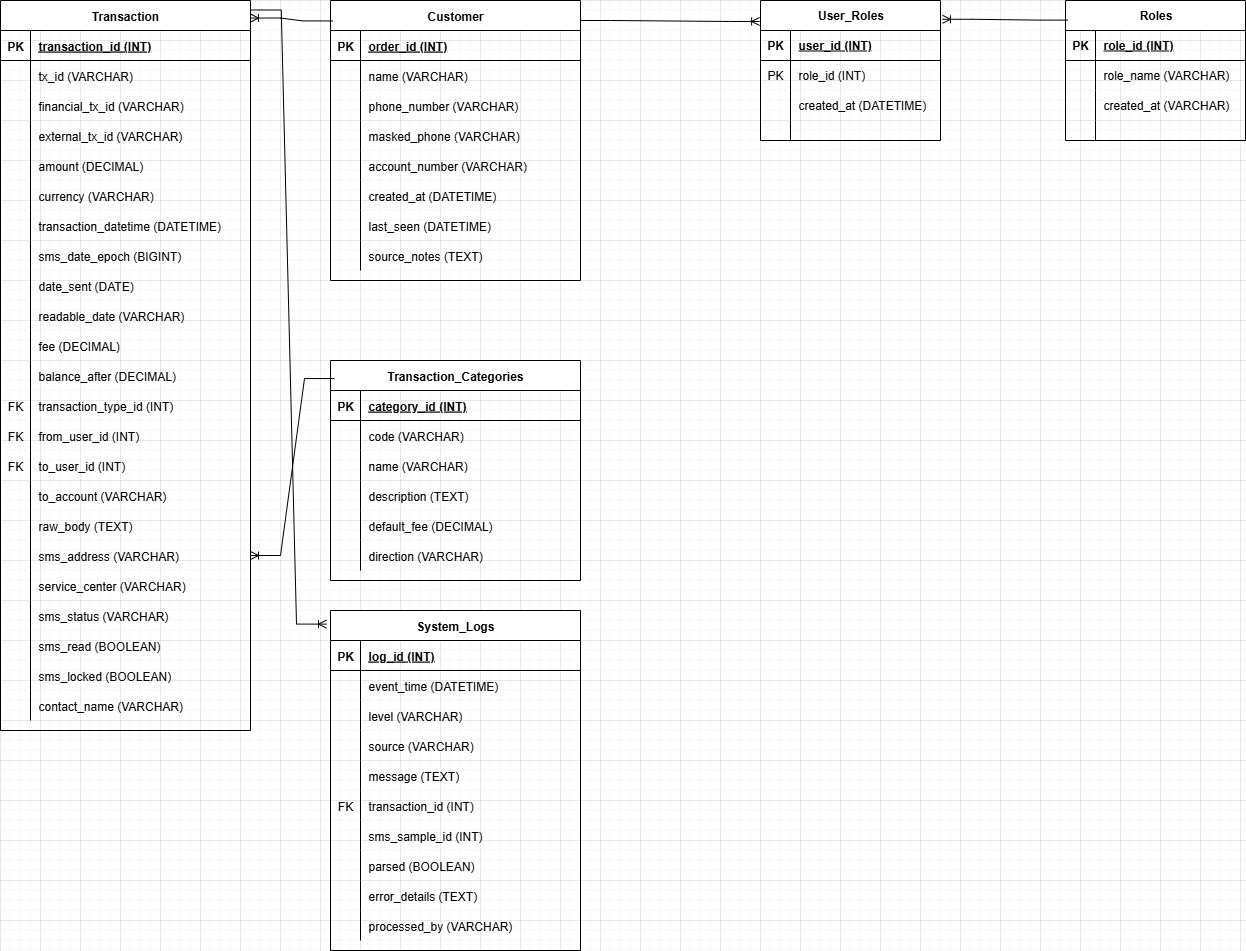 Transaction
PK transaction_id (INT)
tx_id (VARCHAR)
financial_tx_id (VARCHAR)
external_tx_id (VARCHAR)
amount (DECIMAL)
currency (VARCHAR)
transaction_datetime (DATETIME)
sms_date_epoch (BIGINT)
date_sent (DATE)
readable_date (VARCHAR)
fee (DECIMAL)
balance_after (DECIMAL)
FK transaction_type_id (INT)
FK from_user_id (INT)
FK to_user_id (INT)
to_account (VARCHAR)
raw_body (TEXT)
sms_address (VARCHAR)
service_center (VARCHAR)
sms_status (VARCHAR)
sms_read (BOOLEAN)
sms_locked (BOOLEAN)
contact_name (VARCHAR)
Customer
PK order_id (INT)
name (VARCHAR)
phone_number (VARCHAR)
masked_phone (VARCHAR)
account_number (VARCHAR)
created_at (DATETIME)
last_seen (DATETIME)
source_notes (TEXT)
User_Roles
PK user_id (INT)
PK role_id (INT)
created_at (DATETIME)
Roles
PK role_id (INT)
role_name (VARCHAR)
created_at (VARCHAR)
Transaction_Categories
PK category_id (INT)
code (VARCHAR)
name (VARCHAR)
description (TEXT)
default_fee (DECIMAL)
direction (VARCHAR)
System_Logs
PK log_id (INT)
event_time (DATETIME)
level (VARCHAR)
source (VARCHAR)
message (TEXT)
FK transaction_id (INT)
sms_sample_id (INT)
parsed (BOOLEAN)
error_details (TEXT)
processed_by (VARCHAR)